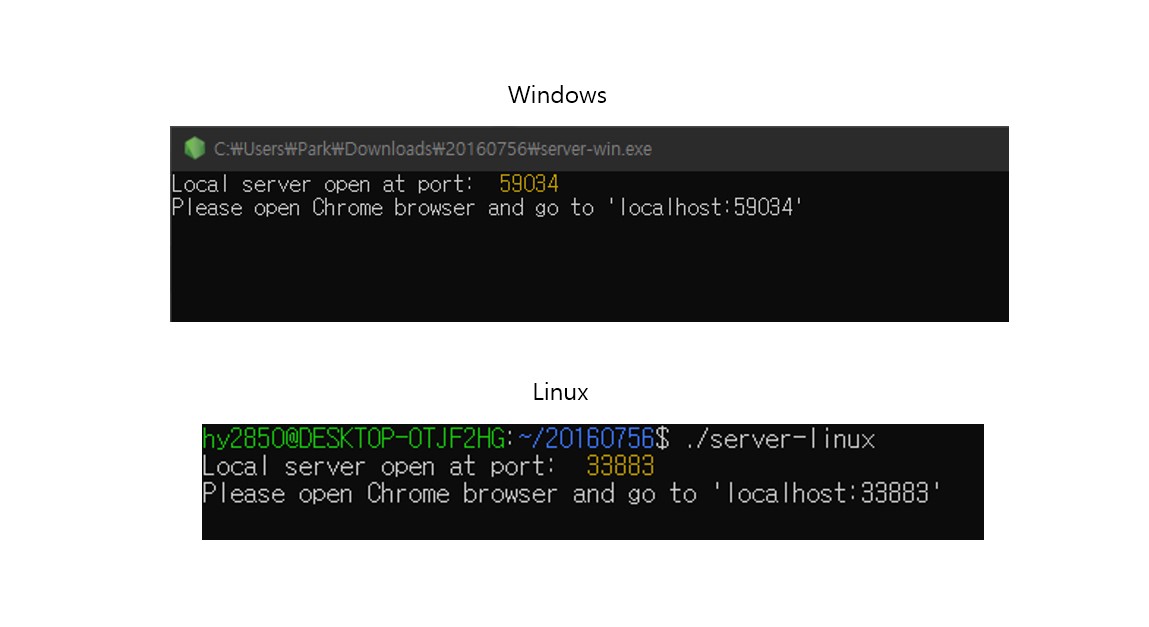 Windows
C:₩Users₩Park₩Downloads₩20160756₩server-win.exe
Local server open at port:  59034
Please open Chrome browser and go to 'localhost:59034'
Linux
hy2850@DESKTOP-OTJF2HG:~/20160756$ ./server-linux
Local server open at port:  33883
Please open Chrome browser and go to 'localhost:33883'